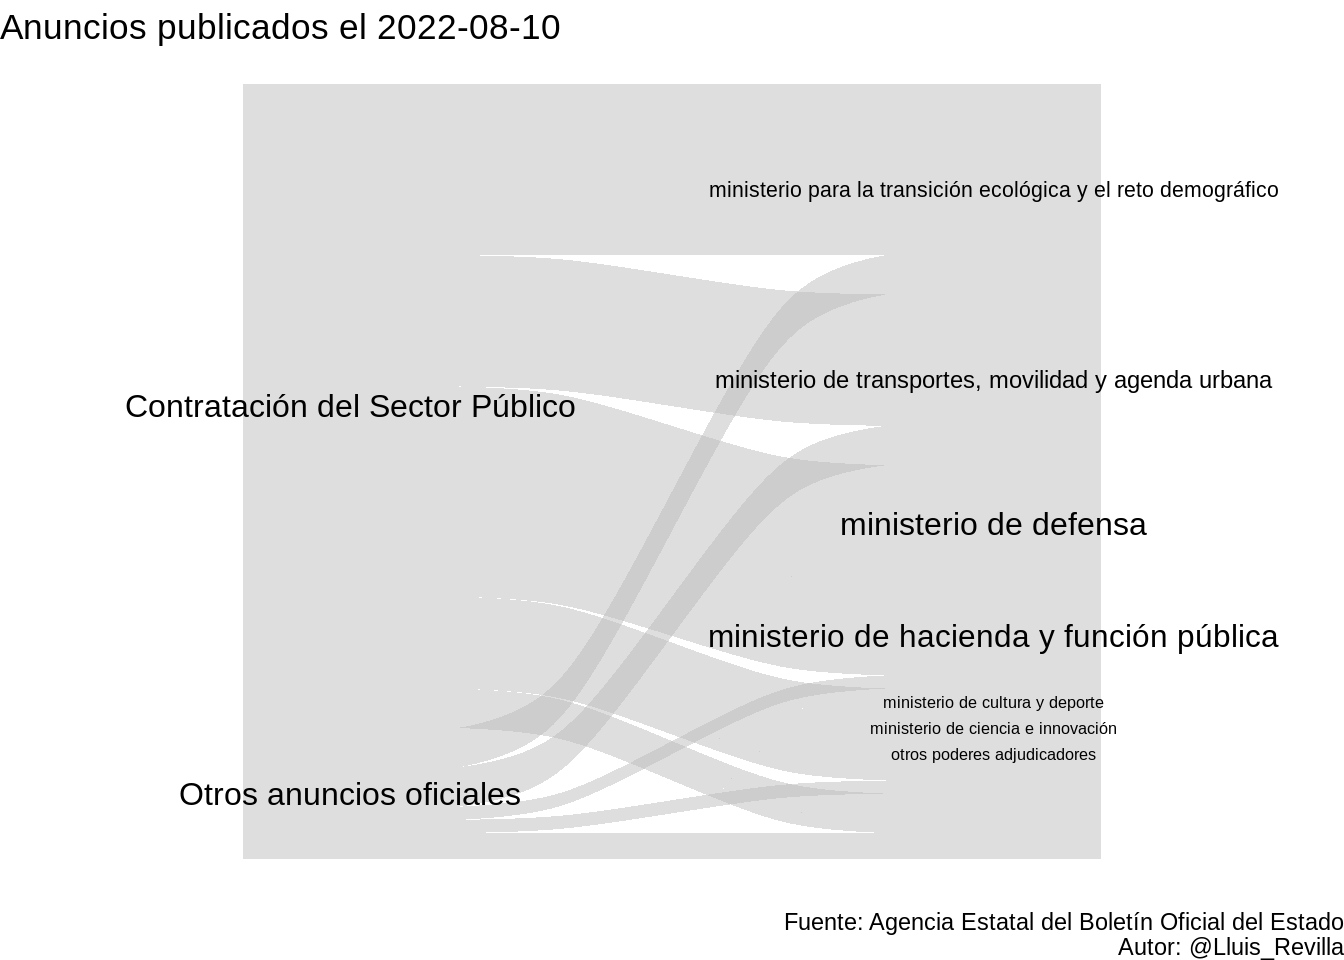 Anuncios publicados el 2022-08-10
ministerio para la transición ecológica y el reto demográfico
ministerio de transportes, movilidad y agenda urbana
Contratación del Sector Público
ministerio de defensa
ministerio de hacienda y función pública
ministerio de cultura y deporte
ministerio de ciencia e innovación
otros poderes adjudicadores
Otros anuncios oficiales
Fuente: Agencia Estatal del Boletín Oficial del Estado
Autor: @Lluis_Revilla